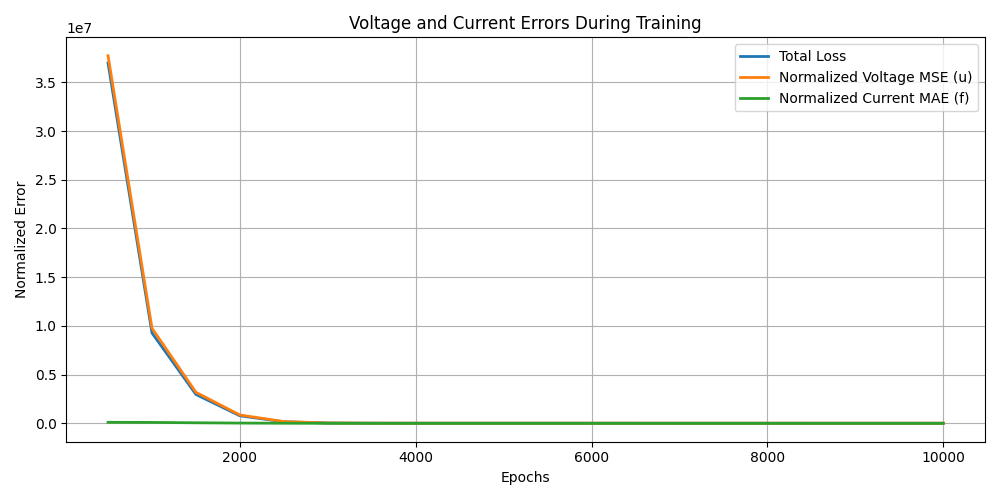 Voltage and Current Errors During Training
1e7
Total Loss
Normalized Voltage MSE (u)
Normalized Current MAE (f)
3.5
3.0
2.5
2.0
1.5
1.0
0.5
0.0
Normalized Error
2000 4000 6000 8000 10000
Epochs